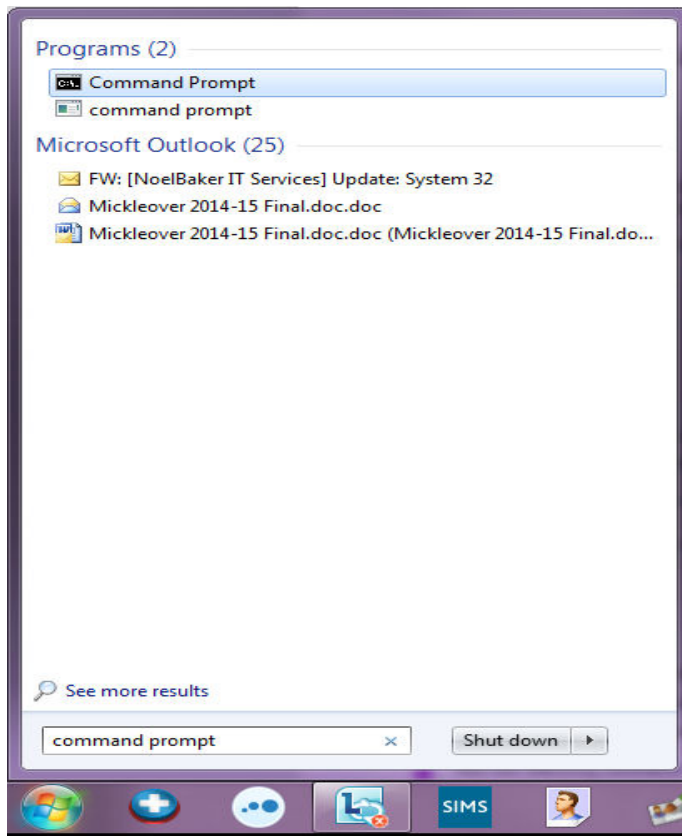 Programs (2)
Command Prompt
command prompt
Microsoft Outlook (25)
FW: [NoelBaker IT Services] Update: System 32
Mickleover 2014-15 Final.doc.doc
Mickleover 2014-15 Final.doc.doc (Mickleover 2014-15 Final.do...
See more results
command prompt
Shut down
SIMS